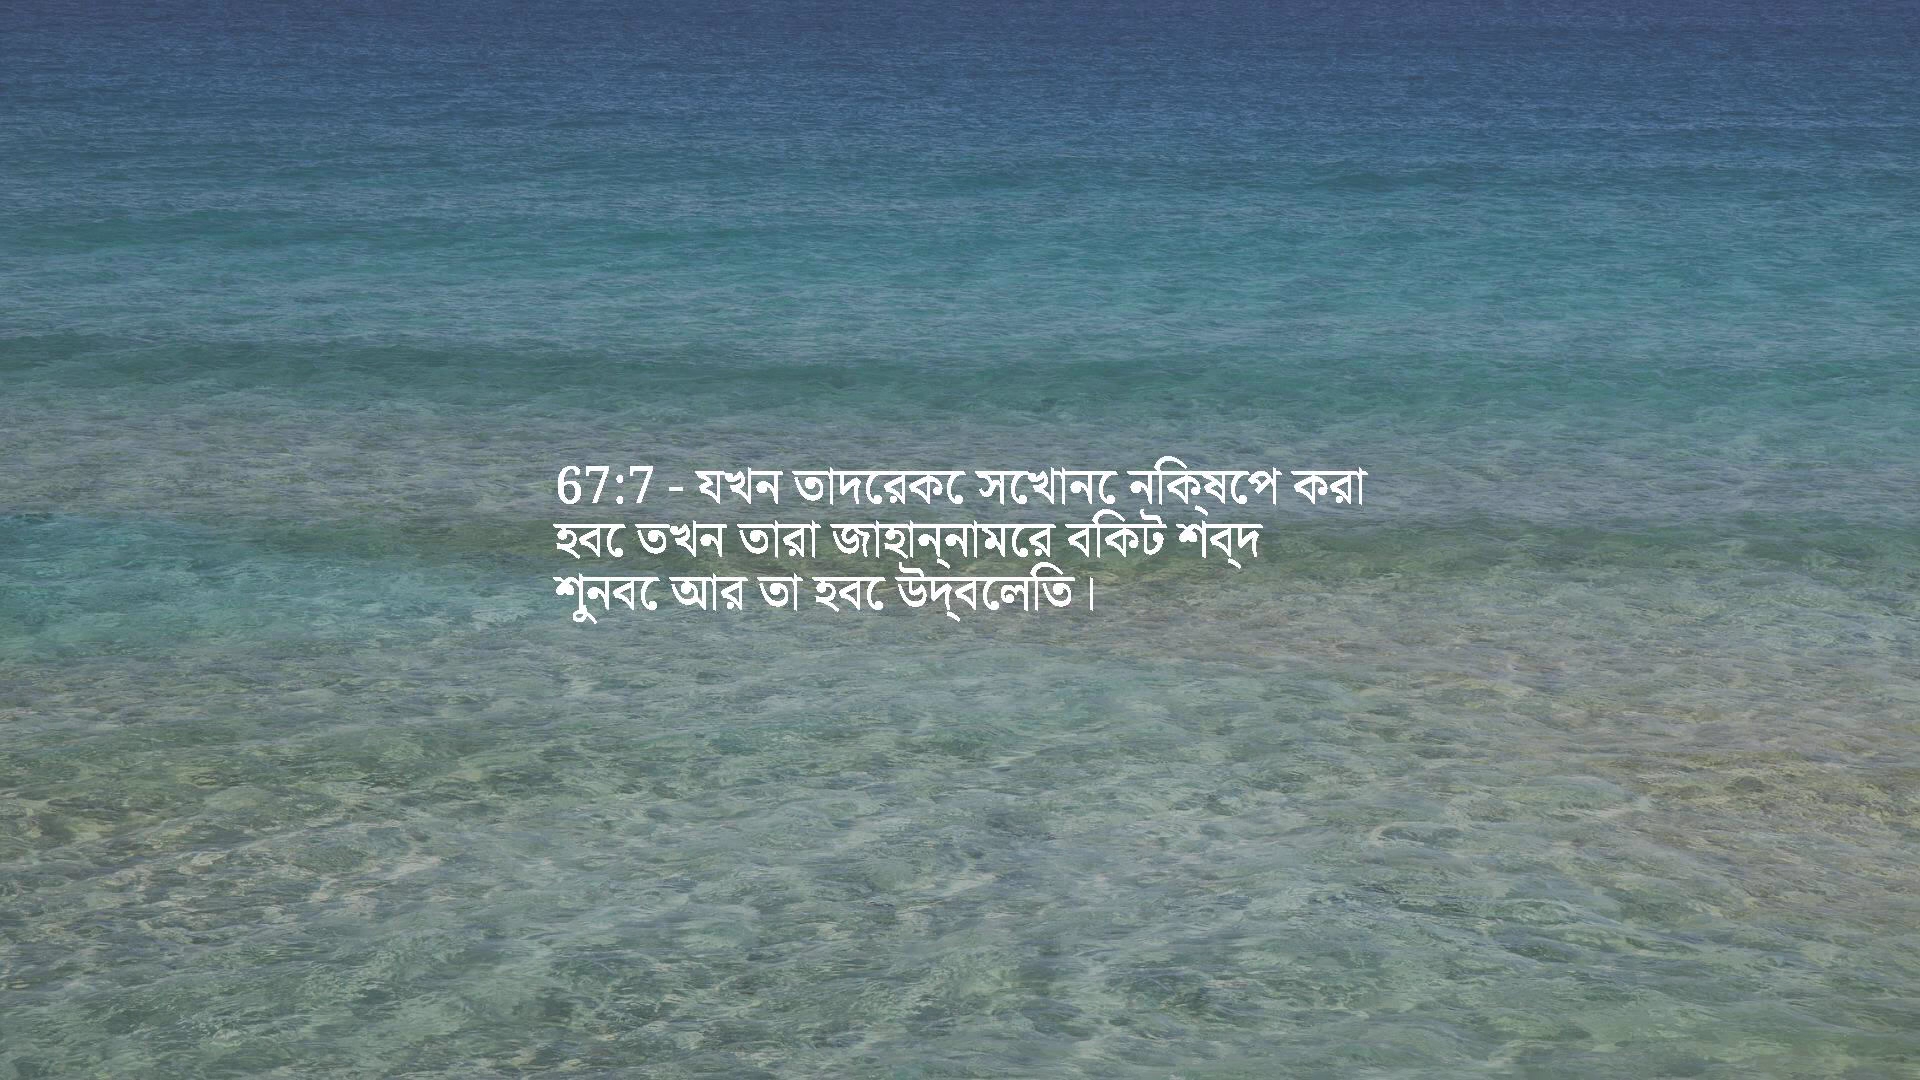 67:7 - যখন তাদেরকে সেখানে নিক্ষেপ করা
হবে তখন তারা জাহান্নামের বিকট শব্দ
শুনবে আর তা হবে উদ্বেলিত।